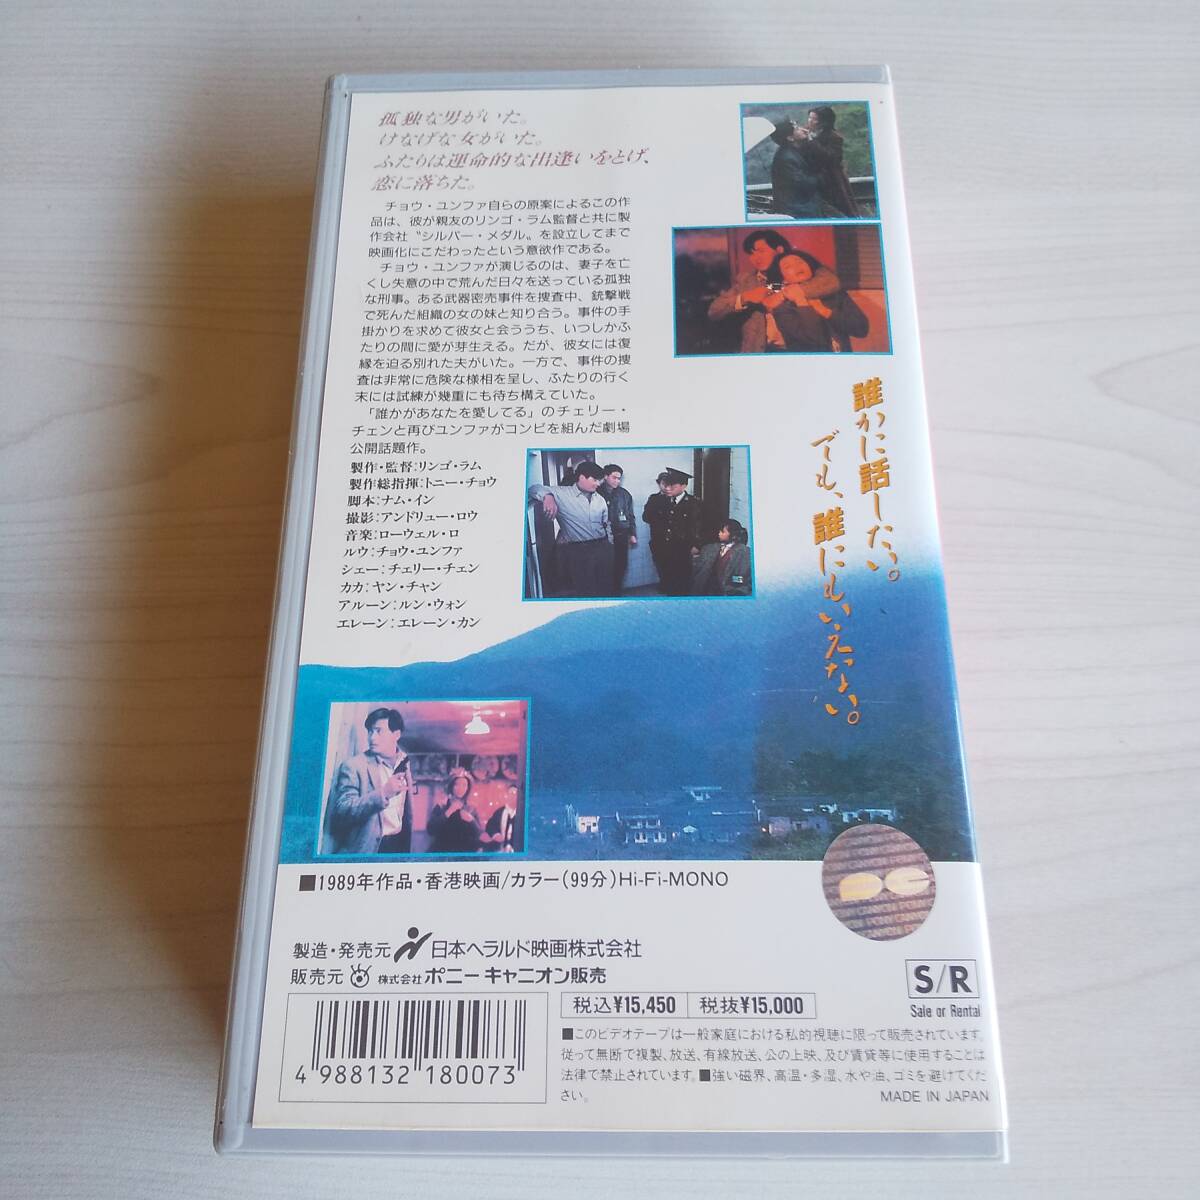 孤独な男がいた。
けなげな女がいた。
ふたりは運命的な出逢いをとげ、
恋に落ちた。
チョウ・ユンファ自らの原案によるこの作
品は、彼が親友のリンゴ・ラム監督と共に製
作会社〝シルバー・メダル〟を設立してまで
映画化にこだわったという意欲作である。
チョウ・ユンファが演じるのは、妻子を亡
くし失意の中で荒んだ日々を送っている孤独
な刑事。ある武器密売事件を捜査中、銃撃戦
で死んだ組織の女の妹と知り合う。事件の手
掛かりを求めて彼女と会ううち、いつしかふ
たりの間に愛が芽生える。だが、彼女には復
縁を迫る別れた夫がいた。一方で、事件の捜
査は非常に危険な様相を呈し、ふたりの行く
末には試練が幾重にも待ち構えていた。
「誰かがあなたを愛してる」のチェリー・
チェンと再びユンファがコンビを組んだ劇場
公開話題作。
製作・監督:リンゴ・ラム
製作総指揮:トニー・チョウ
脚本:ナム・イン
撮影:アンドリュー・ロウ
音楽:ローウェル・ロ
ルウ:チョウ・ユンファ
シェー:チェリー・チェン
カカ:ヤン・チャン
アルーン:ルン・ウォン
エレーン:エレーン・カン
誰かに話したい。
でも、誰にもいえない。
■1989年作品・香港映画/カラー(99分)Hi-Fi-MONO
PONY CANYON
製造・発売元 日本ヘラルド映画株式会社
販売元 株式会社ポニーキャニオン販売
S/R
Sale or Rental
税込¥15,450 税抜¥15,000
■このビデオテープは一般家庭における私的視聴に限って販売されています。
従って無断で複製、放送、有線放送、公の上映、及び賃貸等に使用することは
法律で禁止されています。■強い磁界、高温・多湿、水や油、ゴミを避けてくだ
さい。
MADE IN JAPAN
4 988132 180073